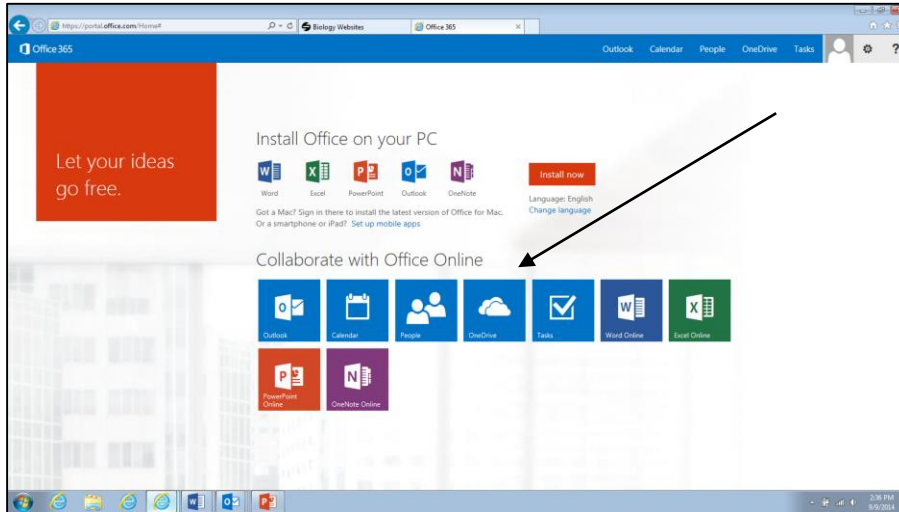 https://portal.office.com/Home#
Biology Websites
Office 365
Office 365
Outlook Calendar People OneDrive Tasks
?
Let your ideas
go free.
Install Office on your PC
Word Excel PowerPoint Outlook OneNote
Install now
Language: English
Change language
Got a Mac? Sign in there to install the latest version of Office for Mac.
Or a smartphone or iPad? Set up mobile apps
Collaborate with Office Online
Outlook Calendar People OneDrive Tasks Word Online Excel Online
PowerPoint
Online
OneNote Online
2:36 PM
9/9/2014